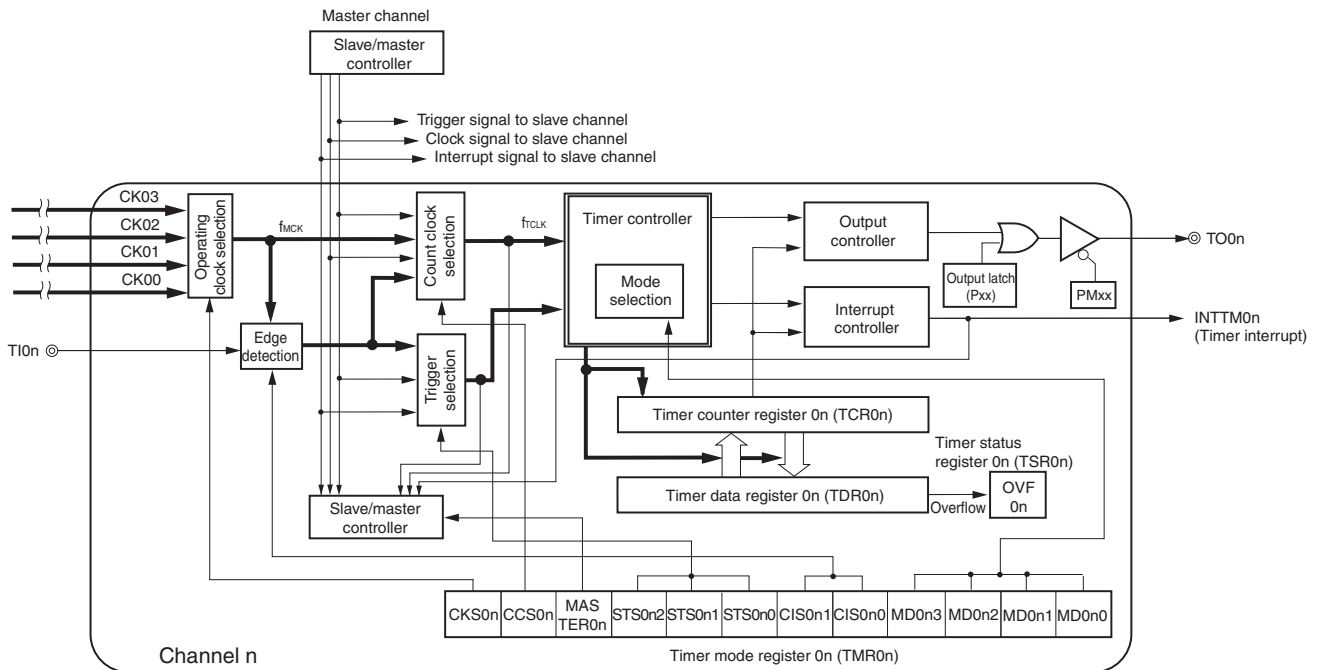 Master channel
Slave/master
controller
Trigger signal to slave channel
Clock signal to slave channel
Interrupt signal to slave channel
CK03
CK02
CK01
CK00
Operating
clock selection
fMCK
Count clock
selection
fTCLK
Timer controller
Mode
selection
Output
controller
Output latch
(Pxx)
PMxx
TO0n
Interrupt
controller
INTTM0n
(Timer interrupt)
TI0n
Edge
detection
Trigger
selection
Timer counter register 0n (TCR0n)
Timer status
register 0n (TSR0n)
Timer data register 0n (TDR0n)
Overflow
OVF
0n
Slave/master
controller
CKS0n
CCS0n
MAS
TER0n
STS0n2
STS0n1
STS0n0
CIS0n1
CIS0n0
MD0n3
MD0n2
MD0n1
MD0n0
Channel n
Timer mode register 0n (TMR0n)